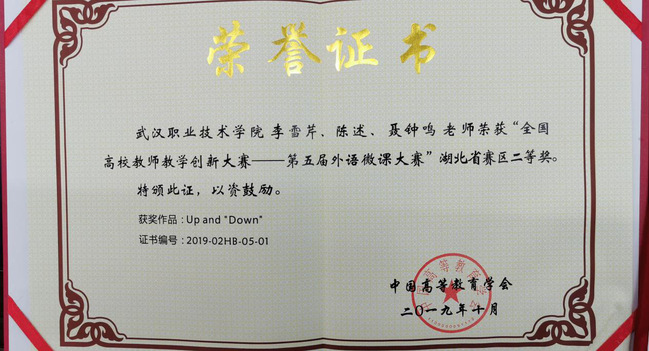 荣誉证书
武汉职业技术学院 李雪芹、陈述、聂钟鸣 老师荣获“全国
高校教师教学创新大赛——第五届外语微课大赛”湖北省赛区二等奖。
特颁此证，以资鼓励。
获奖作品：Up and "Down"
证书编号：2019-02HB-05-01
中国高等教育学会
二〇一九年十月